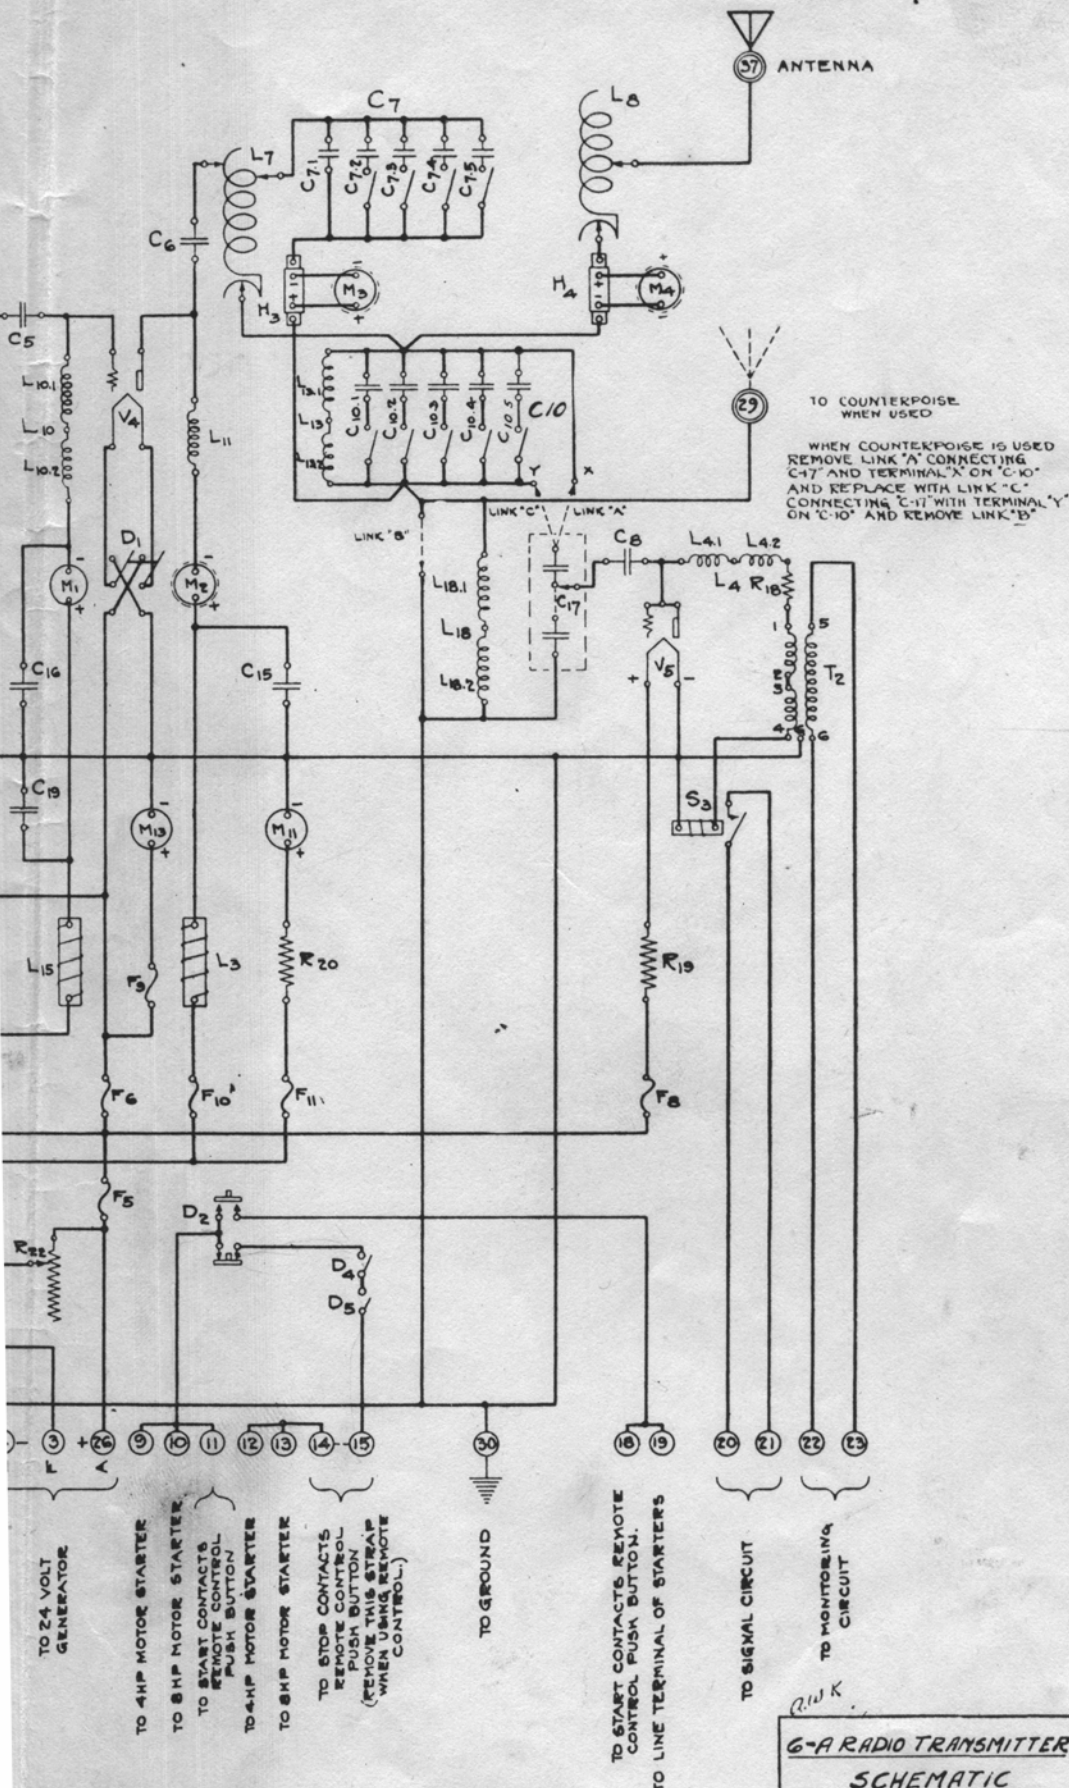 37 ANTENNA
L8
C7
L7
C7.1 C7.2 C7.3 C7.4 C7.5
C6
H3 - + M3 - +
H4 + - M4 + -
C5
L10.1
L10
L10.2
V4
L11
L13.1
L13
L13.2
C10.1 C10.2 C10.3 C10.4 C10.5 C10
Y X
29
TO COUNTERPOISE
WHEN USED
WHEN COUNTERPOISE IS USED
REMOVE LINK "A" CONNECTING
"C-17" AND TERMINAL "X" ON "C-10"
AND REPLACE WITH LINK "C"
CONNECTING "C-17" WITH TERMINAL "Y"
ON "C-10" AND REMOVE LINK "B"
LINK "B" LINK "C" LINK "A"
D1
M1 - +
M2 - +
L18.1
L18
L18.2
C17
C8
L4.1 L4.2
L4 R18
1 5
2
3
T2
4 6
V5
+ -
C16
C15
C19
M13 - +
M11 - +
S3
L15
F9
L3
R20
R19
F6
F10
F11
F8
F5
D2
R22
D4
D5
- 3 + 26 9 10 11 12 13 14 -- 15 30 18 19 20 21 22 23
F A
TO 24 VOLT
GENERATOR
TO 4HP MOTOR STARTER
TO 8HP MOTOR STARTER
TO START CONTACTS
REMOTE CONTROL
PUSH BUTTON
TO 4HP MOTOR STARTER
TO 8HP MOTOR STARTER
TO STOP CONTACTS
REMOTE CONTROL
PUSH BUTTON
(REMOVE THIS STRAP
WHEN USING REMOTE
CONTROL.)
TO GROUND
TO START CONTACTS REMOTE
CONTROL PUSH BUTTON.
TO LINE TERMINAL OF STARTERS
TO SIGNAL CIRCUIT
TO MONITORING
CIRCUIT
6-A RADIO TRANSMITTER
SCHEMATIC